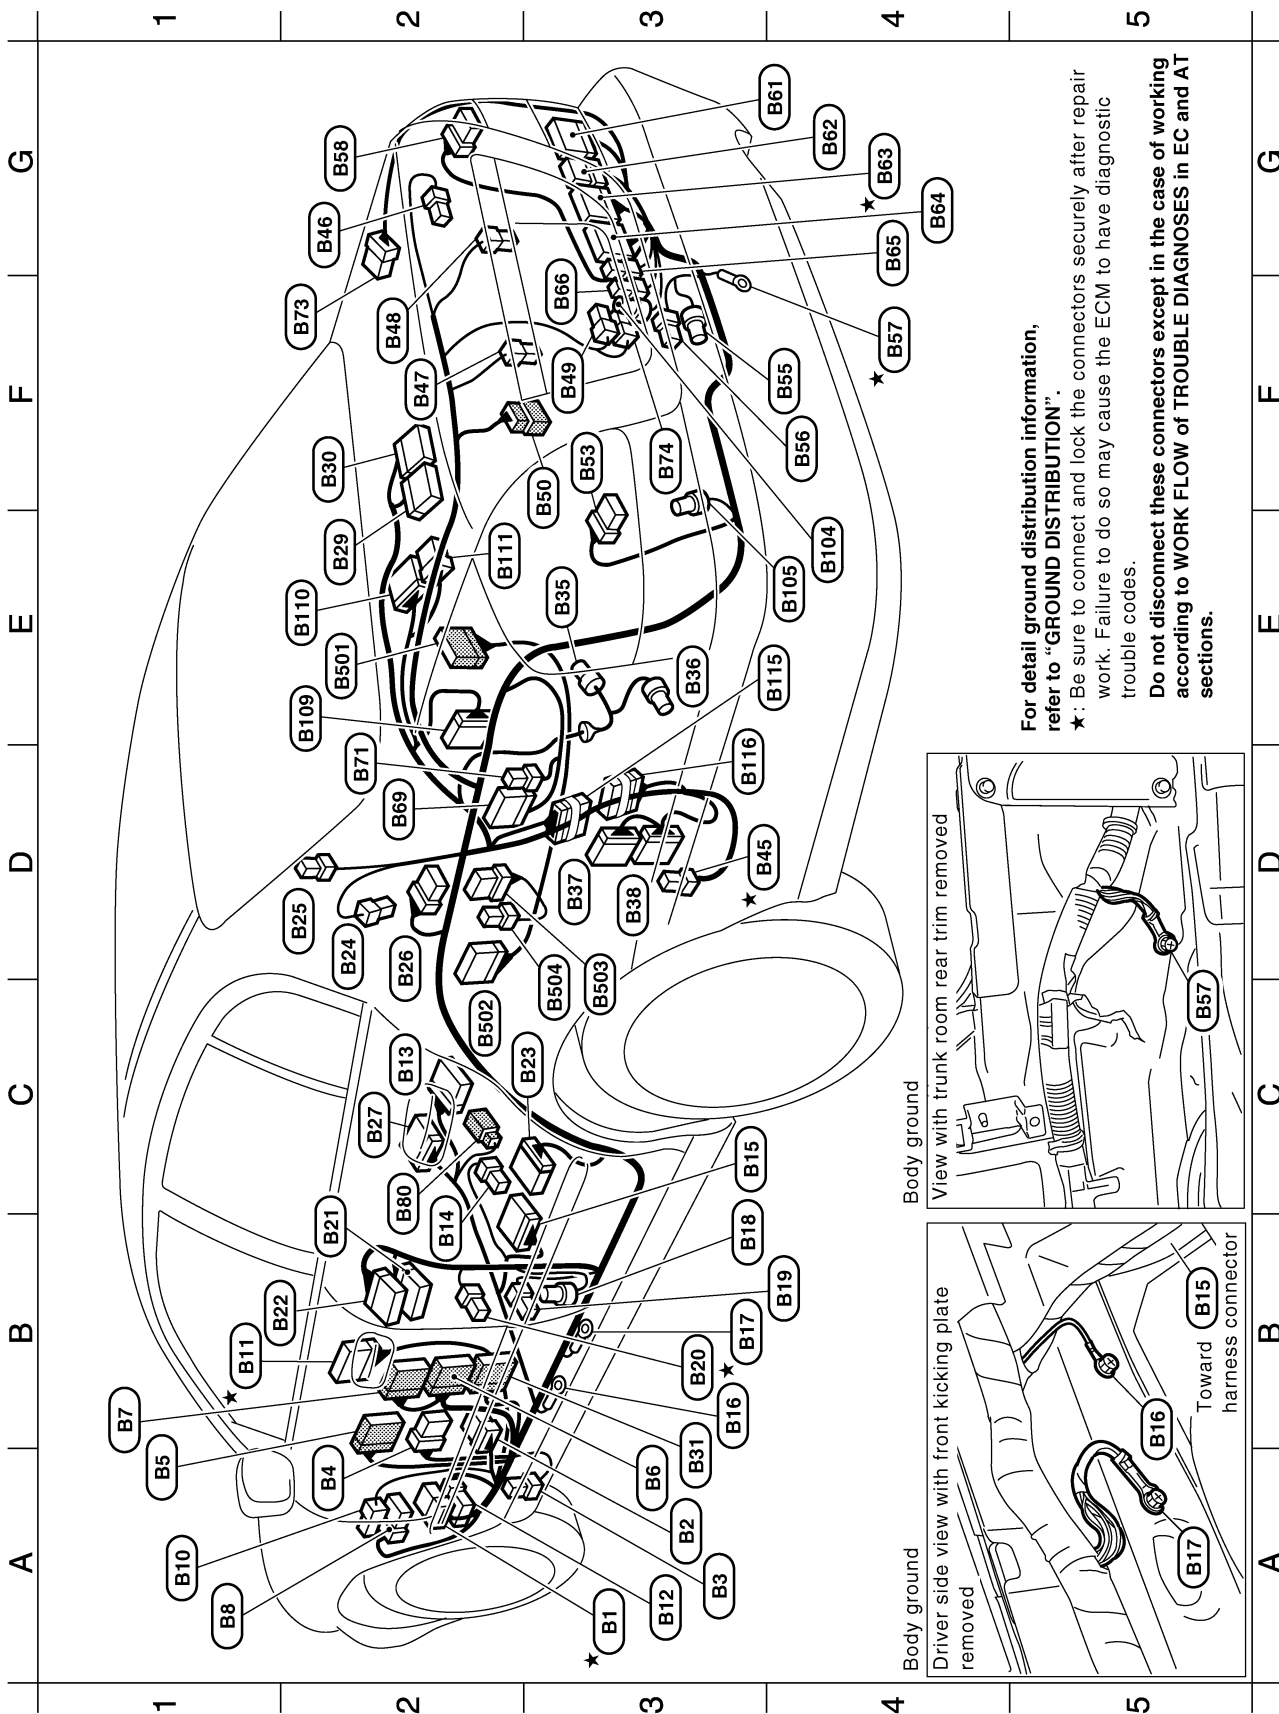 1
2
3
4
5
A
B
C
D
E
F
G
B1
B2
B3
B4
B5
B6
B7
B8
B10
B11
B12
B13
B14
B15
B16
B17
B18
B19
B20
B21
B22
B23
B24
B25
B26
B27
B29
B30
B31
B35
B36
B37
B38
B45
B46
B47
B48
B49
B50
B53
B55
B56
B57
B58
B61
B62
B63
B64
B65
B66
B69
B71
B73
B74
B80
B104
B105
B109
B110
B111
B115
B116
B501
B502
B503
B504
★
★
★
★
★
★
Body ground
Driver side view with front kicking plate
removed
B17
B16
B15
Toward
harness connector
Body ground
View with trunk room rear trim removed
B57
For detail ground distribution information,
refer to “GROUND DISTRIBUTION”.
★: Be sure to connect and lock the connectors securely after repair
work. Failure to do so may cause the ECM to have diagnostic
trouble codes.
Do not disconnect these connectors except in the case of working
according to WORK FLOW of TROUBLE DIAGNOSES in EC and AT
sections.
A
B
C
D
E
F
G
1
2
3
4
5